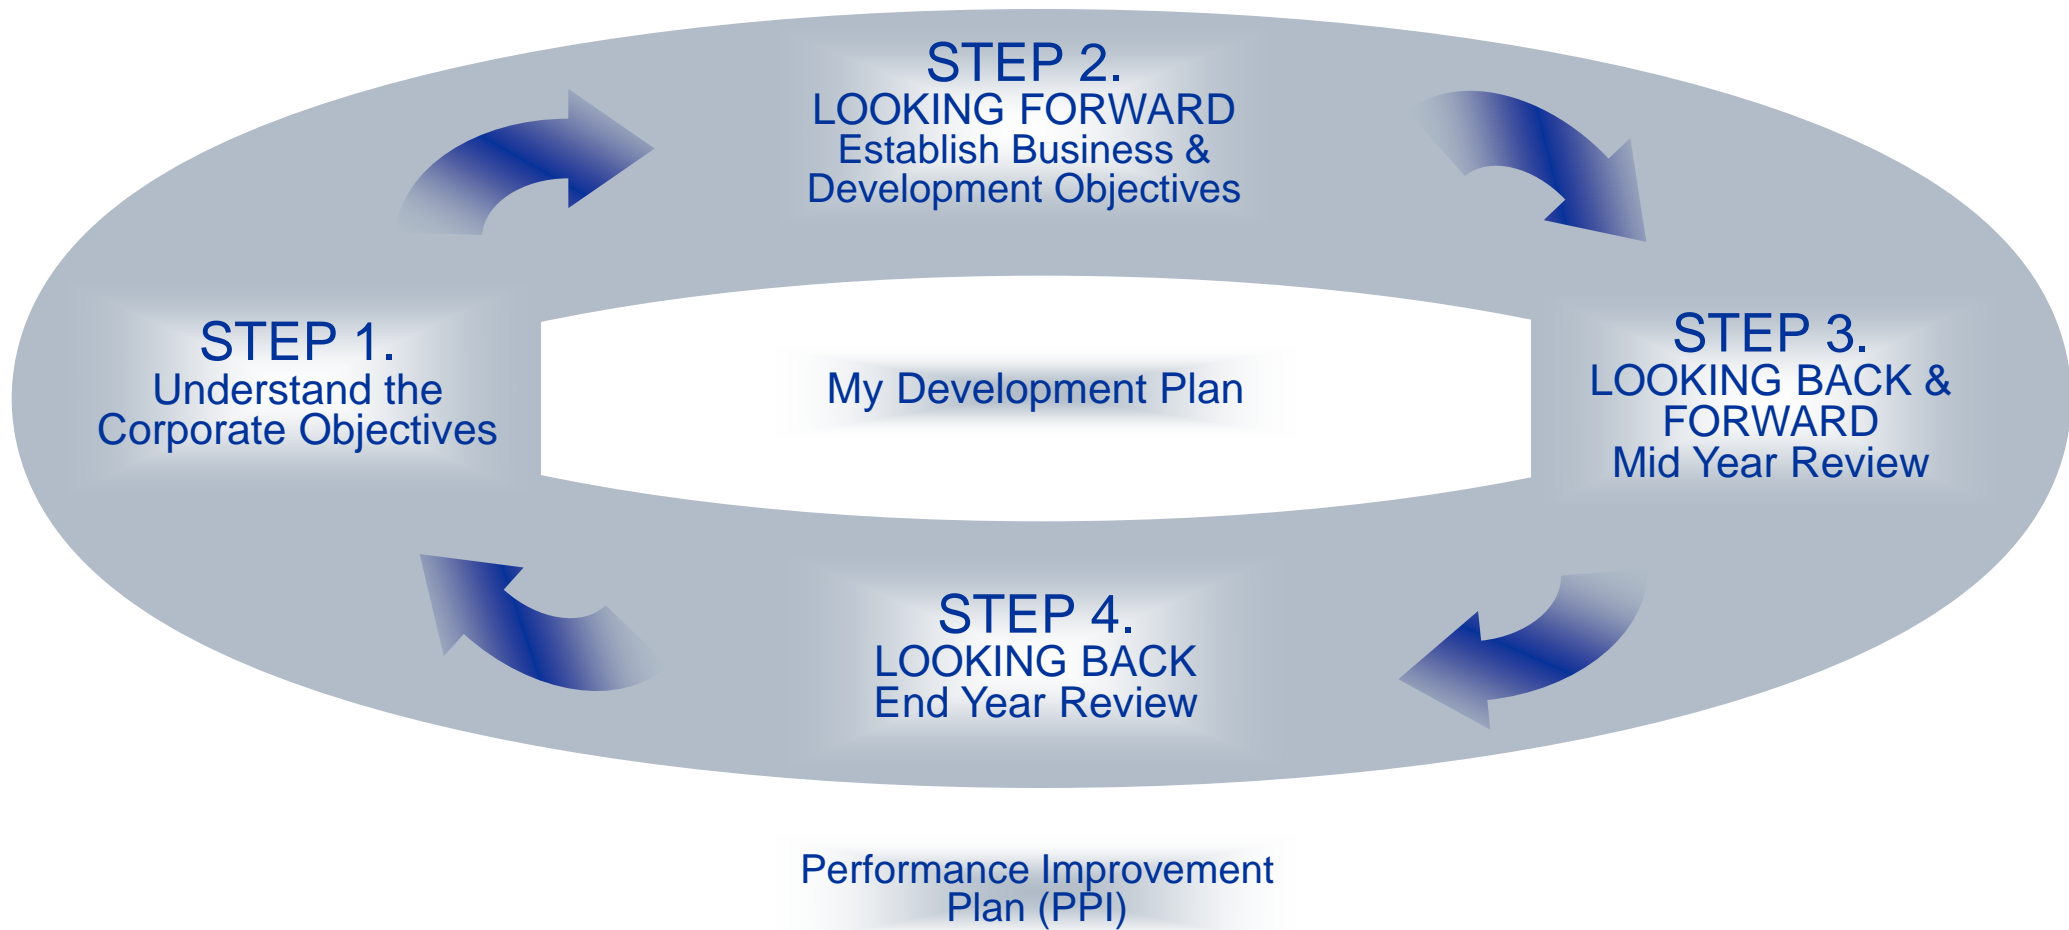 STEP 2.
LOOKING FORWARD
Establish Business &
Development Objectives
STEP 1.
Understand the
Corporate Objectives
My Development Plan
STEP 3.
LOOKING BACK &
FORWARD
Mid Year Review
STEP 4.
LOOKING BACK
End Year Review
Performance Improvement
Plan (PPI)